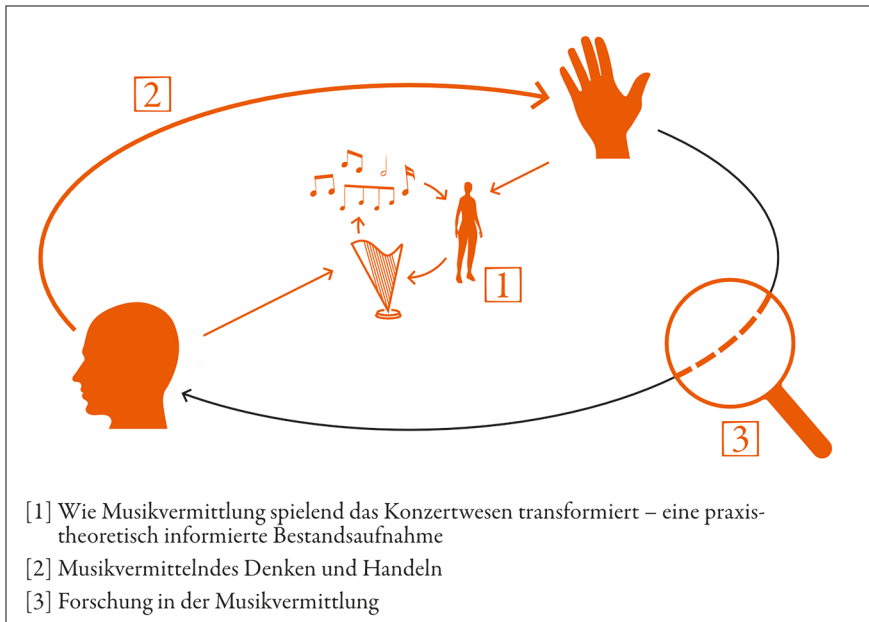 2
1
3
[1] Wie Musikvermittlung spielend das Konzertwesen transformiert – eine praxis-
theoretisch informierte Bestandsaufnahme
[2] Musikvermittelndes Denken und Handeln
[3] Forschung in der Musikvermittlung